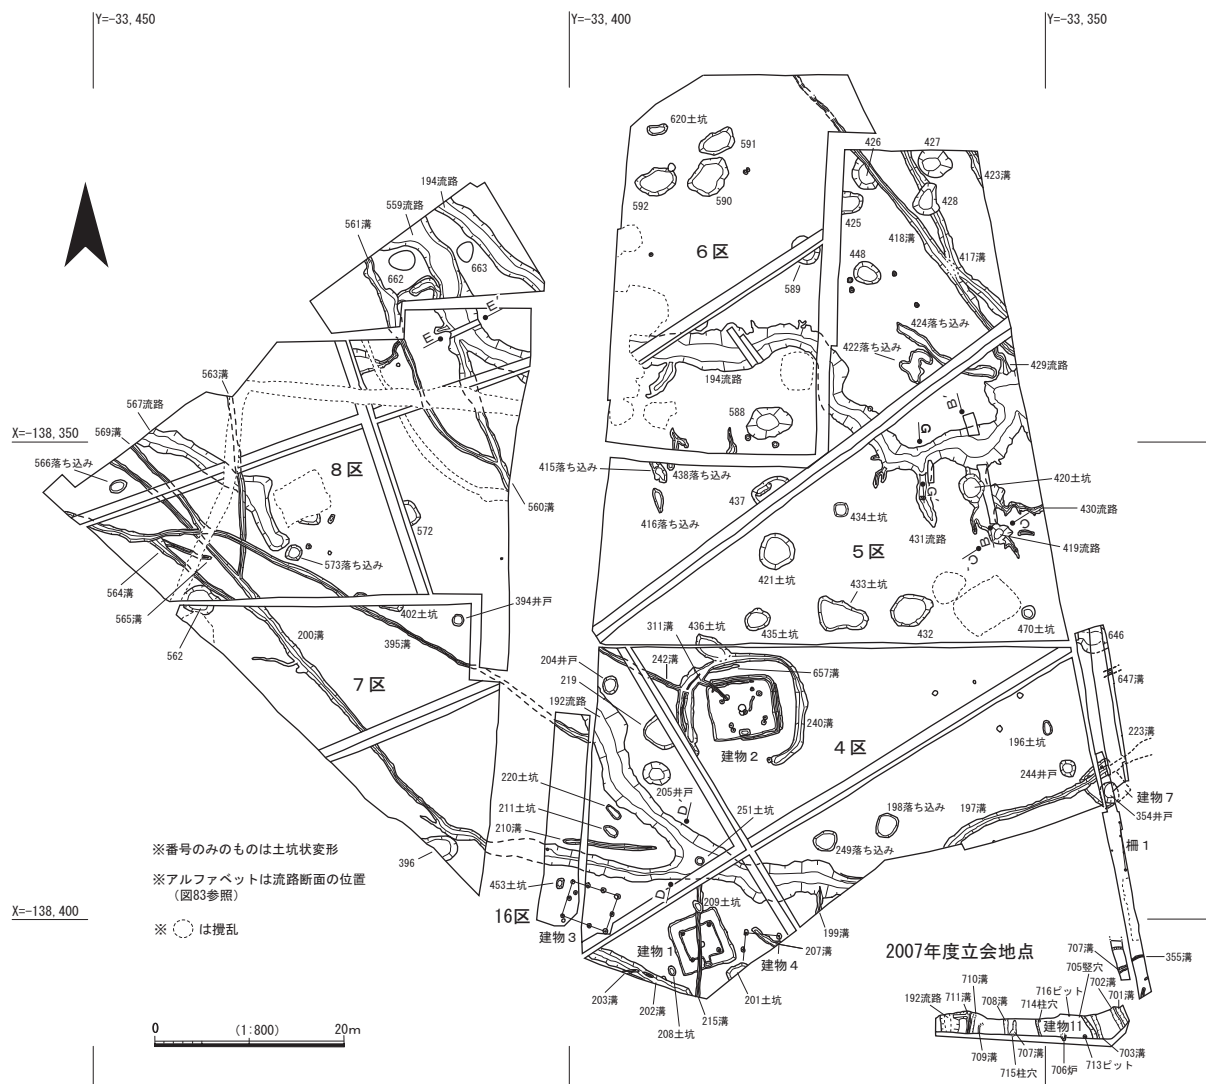 Y=-33,450
Y=-33,400
Y=-33,350
620土坑
591
592
590
6区
589
426
427
423溝
428
425
418溝
417溝
448
424落ち込み
422落ち込み
429流路
194流路
559流路
561溝
662
663
E'
E
563溝
567流路
X=-138,350
569溝
566落ち込み
8区
572
560溝
573落ち込み
564溝
565溝
562
402土坑
394井戸
200溝
395溝
7区
396
194流路
588
B'
G
G'
415落ち込み
438落ち込み
437
416落ち込み
434土坑
420土坑
430流路
431流路
5区
C'
B
C
419流路
421土坑
433土坑
435土坑
432
470土坑
436土坑
311溝
242溝
204井戸
219
192流路
657溝
240溝
建物2
4区
646
647溝
196土坑
223溝
244井戸
建物7
354井戸
柵1
205井戸
D'
251土坑
198落ち込み
197溝
249落ち込み
220土坑
211土坑
210溝
453土坑
16区
建物3
D
209土坑
199溝
207溝
建物1
建物4
201土坑
203溝
202溝
208土坑
215溝
※番号のみのものは土坑状変形
※アルファベットは流路断面の位置
(図83参照)
※ は攪乱
X=-138,400
0 (1:800) 20m
2007年度立会地点
707溝
355溝
705竪穴
702溝
701溝
716ピット
710溝
711溝
192流路
708溝
714柱穴
建物11
709溝
707溝
715柱穴
706炉
713ピット
703溝